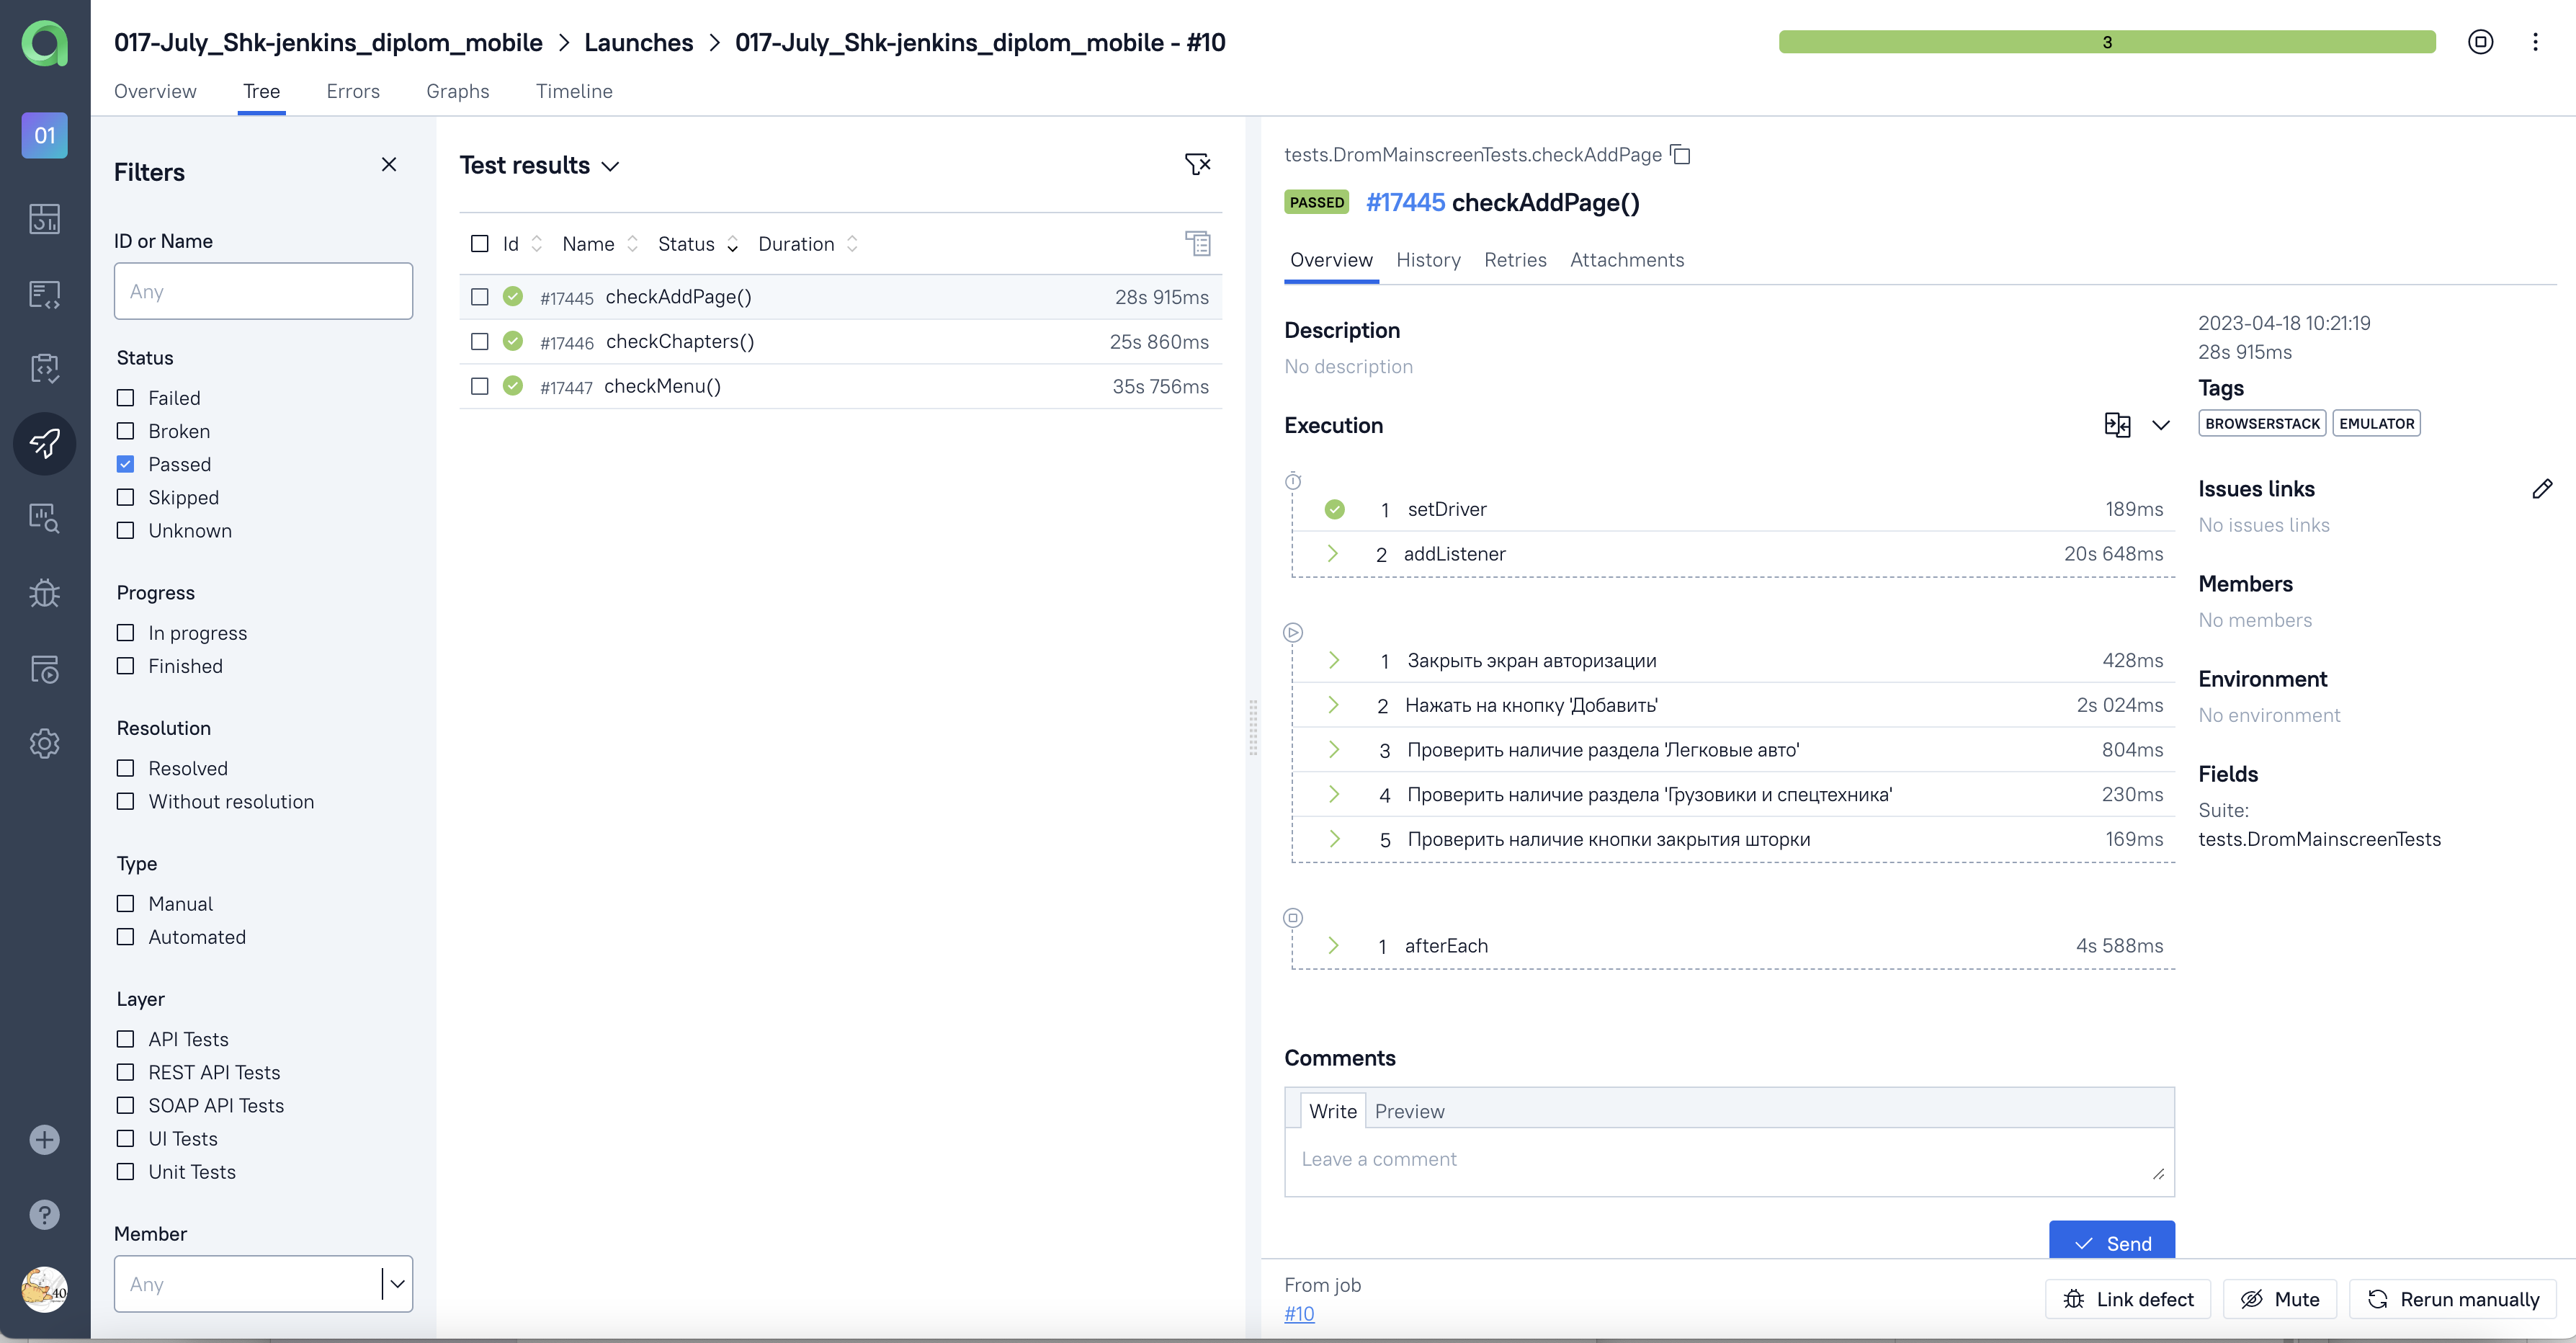 017-July_Shk-jenkins_diplom_mobile > Launches > 017-July_Shk-jenkins_diplom_mobile - #10
3
Overview Tree Errors Graphs Timeline
01
Filters
ID or Name
Any
Status
Failed
Broken
Passed
Skipped
Unknown
Progress
In progress
Finished
Resolution
Resolved
Without resolution
Type
Manual
Automated
Layer
API Tests
REST API Tests
SOAP API Tests
UI Tests
Unit Tests
Member
Any
40
Test results
Id Name Status Duration
#17445 checkAddPage() 28s 915ms
#17446 checkChapters() 25s 860ms
#17447 checkMenu() 35s 756ms
tests.DromMainscreenTests.checkAddPage
PASSED #17445 checkAddPage()
Overview History Retries Attachments
Description
No description
Execution
1 setDriver 189ms
2 addListener 20s 648ms
1 Закрыть экран авторизации 428ms
2 Нажать на кнопку 'Добавить' 2s 024ms
3 Проверить наличие раздела 'Легковые авто' 804ms
4 Проверить наличие раздела 'Грузовики и спецтехника' 230ms
5 Проверить наличие кнопки закрытия шторки 169ms
1 afterEach 4s 588ms
Comments
Write Preview
Leave a comment
Send
2023-04-18 10:21:19
28s 915ms
Tags
BROWSERSTACK EMULATOR
Issues links
No issues links
Members
No members
Environment
No environment
Fields
Suite:
tests.DromMainscreenTests
From job
#10
Link defect Mute Rerun manually